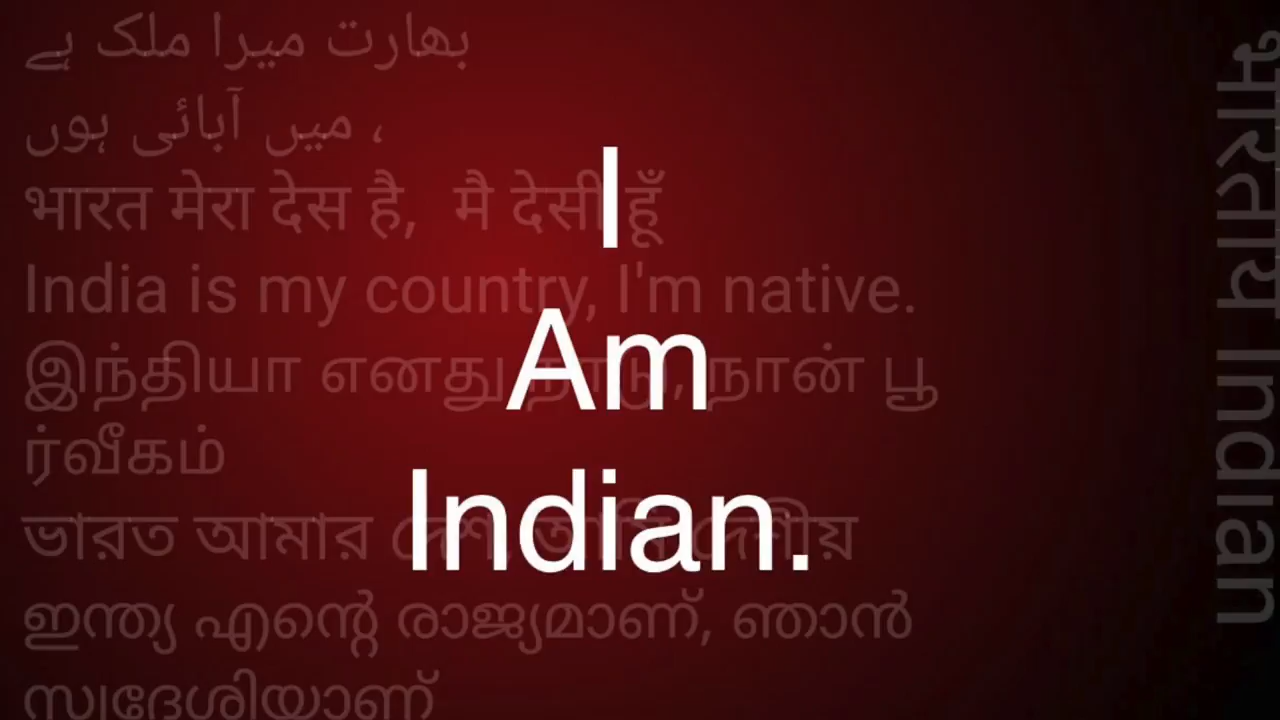 بھارت میرا ملک ہے
، میں آبائی ہوں
भारत मेरा देस है, मै देसी हूँ
India is my country, I'm native.
இந்தியா எனது நாடு, நான் பூ
ர்வீகம்
ভারত আমার দেশ, আমি দেশীয়
ഇന്ത്യ എന്റെ രാജ്യമാണ്, ഞാൻ
സ്വദേശിയാണ്
I
Am
Indian.
भारतीय Indian